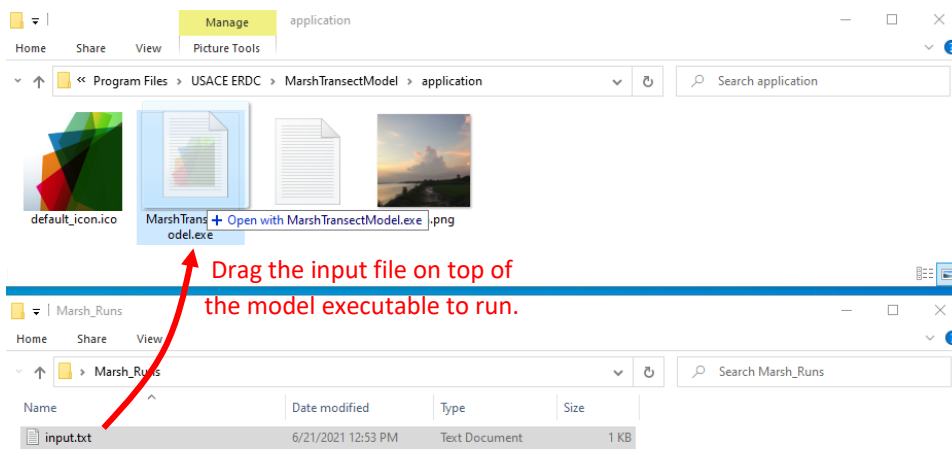 Manage application
Home Share View Picture Tools
« Program Files > USACE ERDC > MarshTransectModel > application
Search application
default_icon.ico
MarshTrans
odel.exe
+ Open with MarshTransectModel.exe
.png
Drag the input file on top of
the model executable to run.
Marsh_Runs
Home Share View
> Marsh_Runs
Search Marsh_Runs
Name Date modified Type Size
input.txt 6/21/2021 12:53 PM Text Document 1 KB